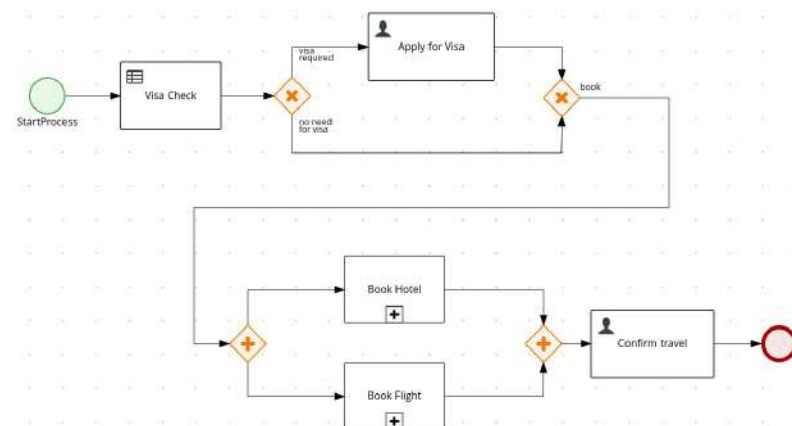 visa
required
Apply for Visa
book
Visa Check
StartProcess
no need
for visa
Book Hotel
Confirm travel
Book Flight